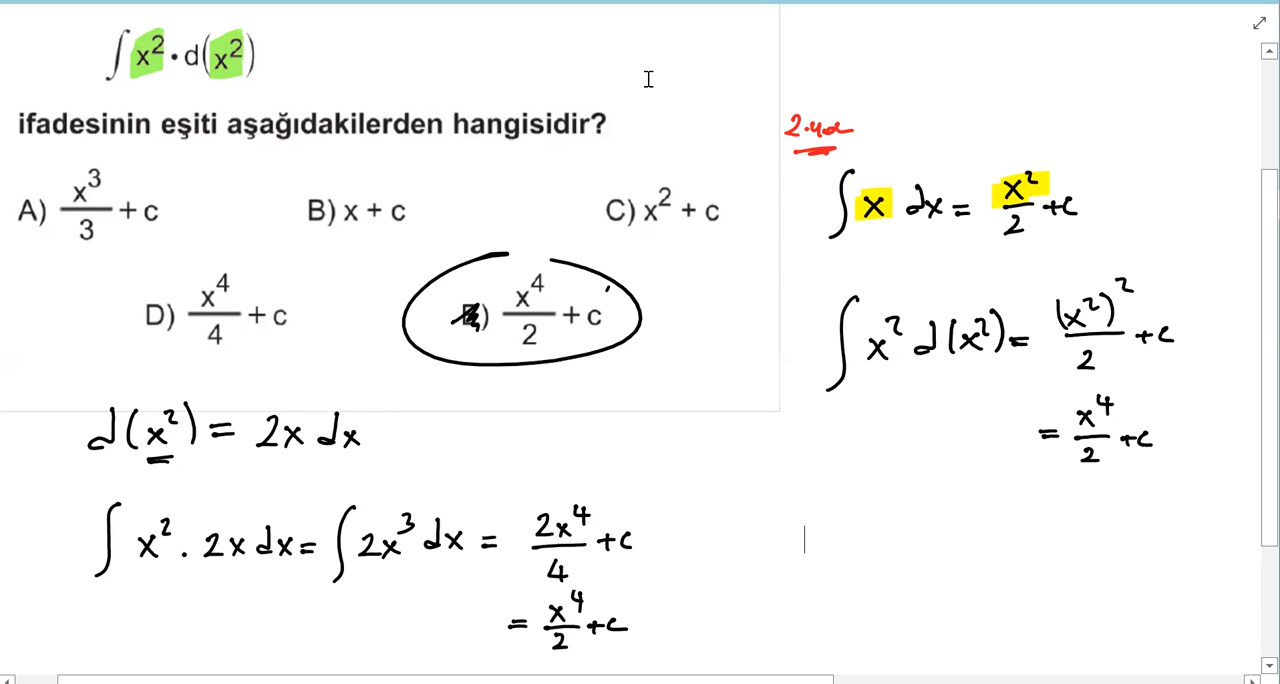 ∫ x² · d(x²)
ifadesinin eşiti aşağıdakilerden hangisidir?
A) x³/3 + c B) x + c C) x² + c
D) x⁴/4 + c E) x⁴/2 + c
d(x²) = 2x dx
∫ x² . 2x dx = ∫ 2x³ dx = 2x⁴/4 + c
= x⁴/2 + c
2.yol
∫ x dx = x²/2 + c
∫ x² d(x²) = (x²)²/2 + c
= x⁴/2 + c